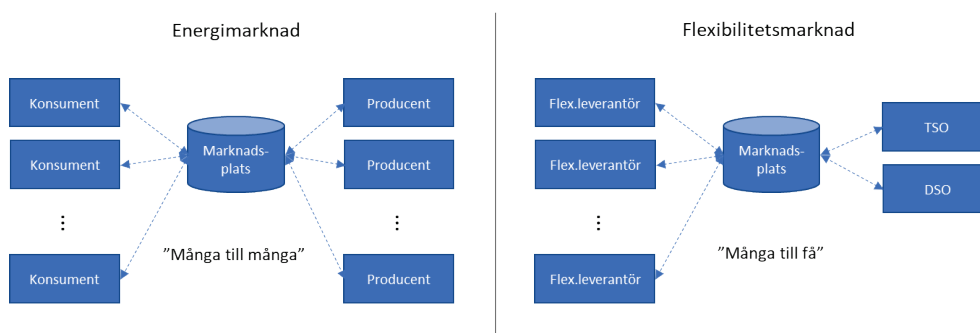 Energimarknad
Konsument
Konsument
⋮
Konsument
Marknads-
plats
Producent
Producent
⋮
Producent
”Många till många”
Flexibilitetsmarknad
Flex.leverantör
Flex.leverantör
⋮
Flex.leverantör
Marknads-
plats
TSO
DSO
”Många till få”